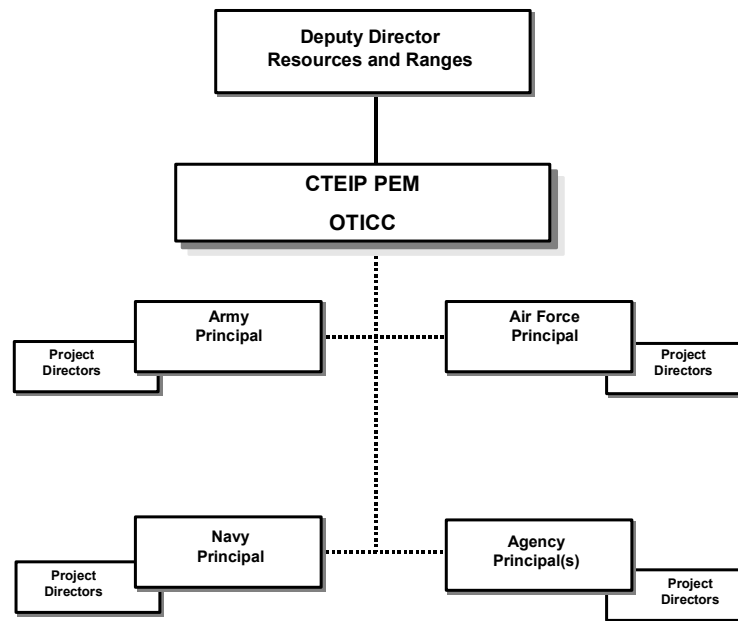 Deputy Director
Resources and Ranges
CTEIP PEM
OTICC
Army
Principal
Air Force
Principal
Project
Directors
Project
Directors
Navy
Principal
Agency
Principal(s)
Project
Directors
Project
Directors